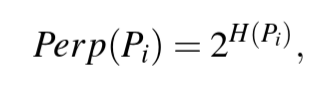 Perp(P_i) = 2^{H(P_i)},